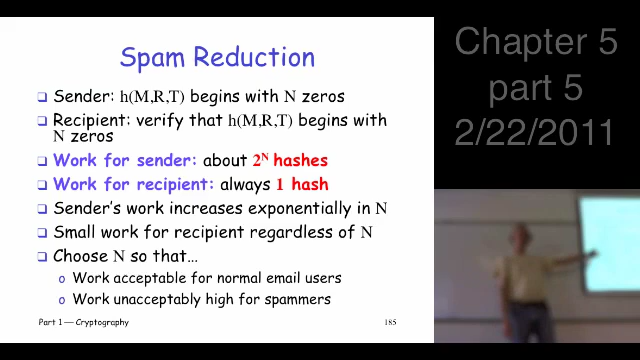 Spam Reduction
Sender: h(M,R,T) begins with N zeros
Recipient: verify that h(M,R,T) begins with
N zeros
Work for sender: about 2ᴺ hashes
Work for recipient: always 1 hash
Sender's work increases exponentially in N
Small work for recipient regardless of N
Choose N so that…
Work acceptable for normal email users
Work unacceptably high for spammers
Part 1 — Cryptography
185
Chapter 5
part 5
2/22/2011